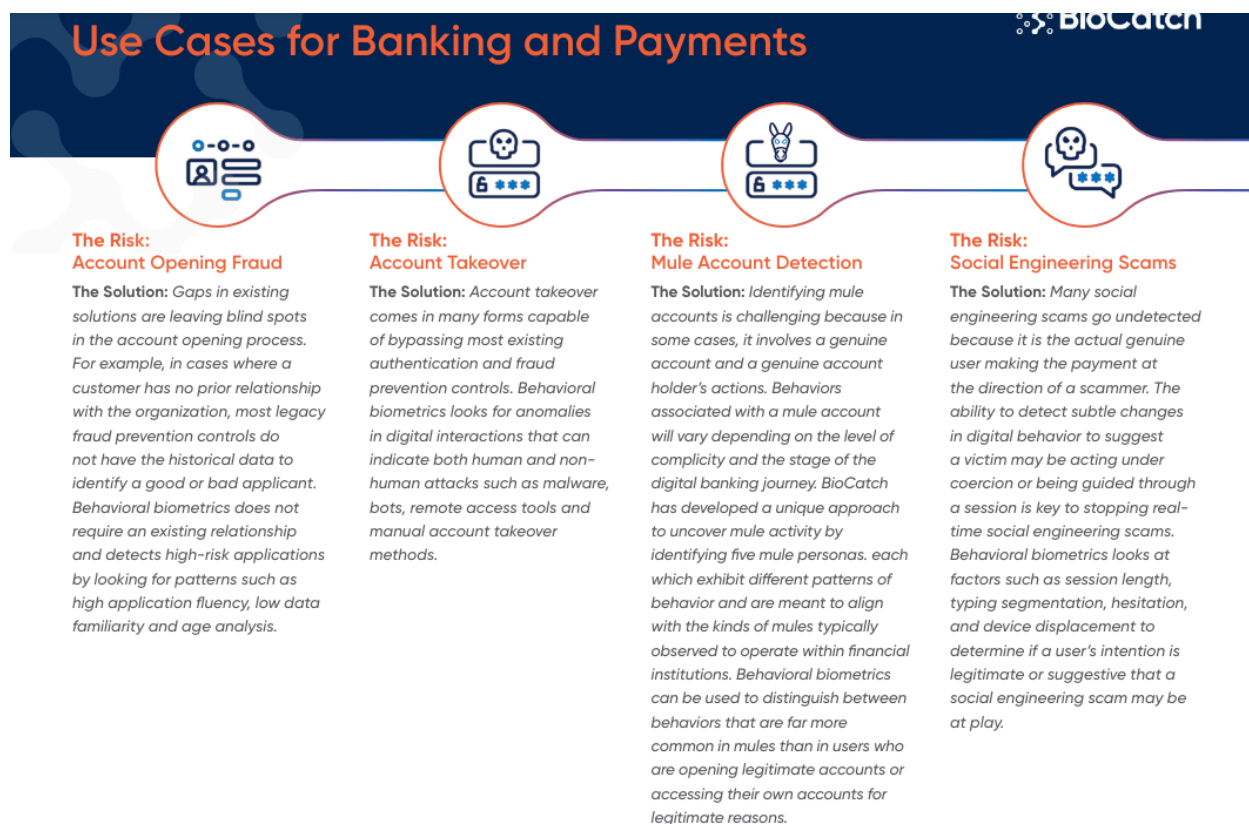 Use Cases for Banking and Payments
BioCatch
***
***
***
The Risk:
Account Opening Fraud
The Solution: Gaps in existing
solutions are leaving blind spots
in the account opening process.
For example, in cases where a
customer has no prior relationship
with the organization, most legacy
fraud prevention controls do
not have the historical data to
identify a good or bad applicant.
Behavioral biometrics does not
require an existing relationship
and detects high-risk applications
by looking for patterns such as
high application fluency, low data
familiarity and age analysis.
The Risk:
Account Takeover
The Solution: Account takeover
comes in many forms capable
of bypassing most existing
authentication and fraud
prevention controls. Behavioral
biometrics looks for anomalies
in digital interactions that can
indicate both human and non-
human attacks such as malware,
bots, remote access tools and
manual account takeover
methods.
The Risk:
Mule Account Detection
The Solution: Identifying mule
accounts is challenging because in
some cases, it involves a genuine
account and a genuine account
holder's actions. Behaviors
associated with a mule account
will vary depending on the level of
complicity and the stage of the
digital banking journey. BioCatch
has developed a unique approach
to uncover mule activity by
identifying five mule personas. each
which exhibit different patterns of
behavior and are meant to align
with the kinds of mules typically
observed to operate within financial
institutions. Behavioral biometrics
can be used to distinguish between
behaviors that are far more
common in mules than in users who
are opening legitimate accounts or
accessing their own accounts for
legitimate reasons.
The Risk:
Social Engineering Scams
The Solution: Many social
engineering scams go undetected
because it is the actual genuine
user making the payment at
the direction of a scammer. The
ability to detect subtle changes
in digital behavior to suggest
a victim may be acting under
coercion or being guided through
a session is key to stopping real-
time social engineering scams.
Behavioral biometrics looks at
factors such as session length,
typing segmentation, hesitation,
and device displacement to
determine if a user's intention is
legitimate or suggestive that a
social engineering scam may be
at play.